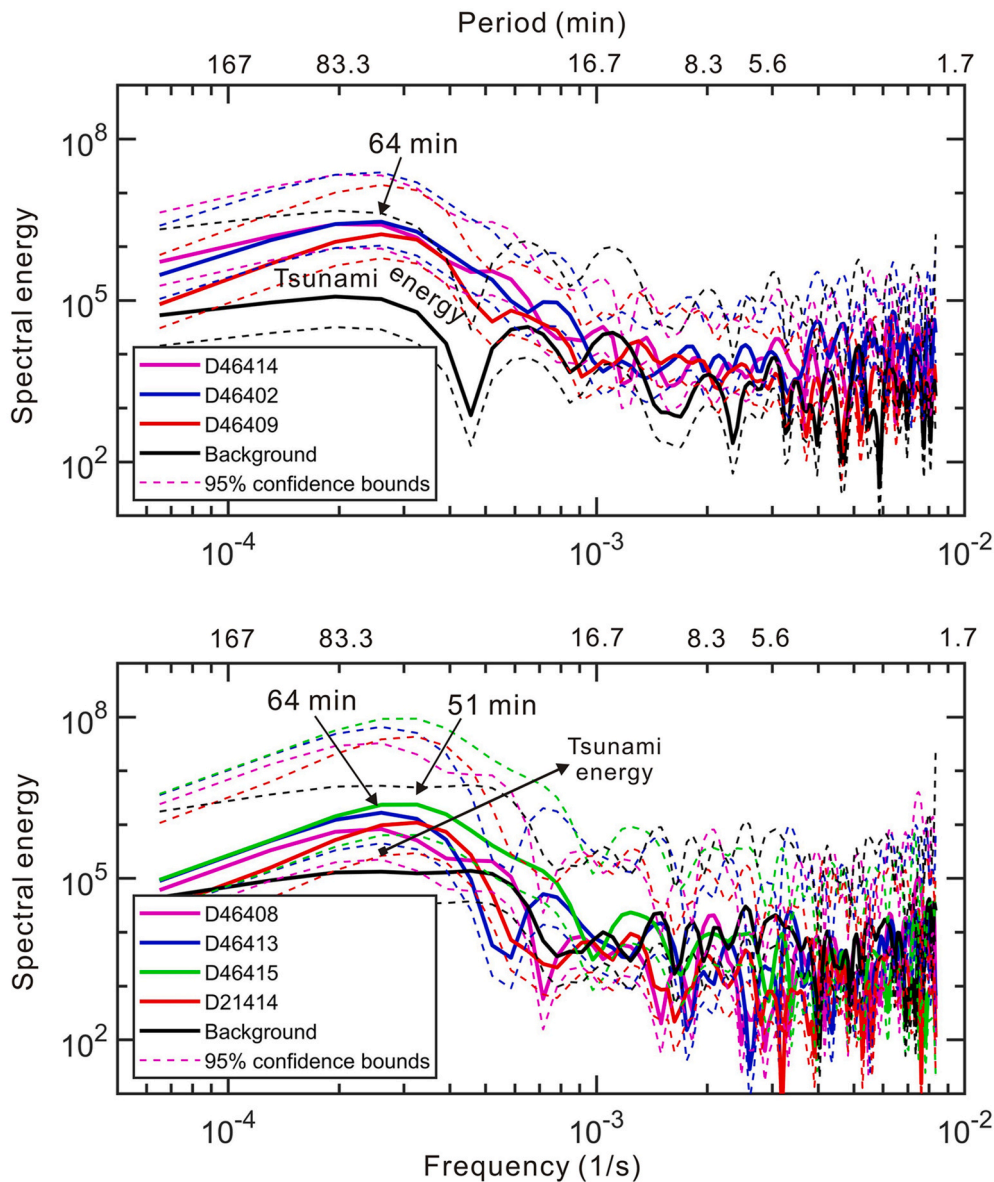 Period (min)
167 83.3 16.7 8.3 5.6 1.7
Spectral energy
10^8
10^5
10^2
64 min
Tsunami energy
D46414
D46402
D46409
Background
95% confidence bounds
10^-4 10^-3 10^-2
167 83.3 16.7 8.3 5.6 1.7
Spectral energy
10^8
10^5
10^2
64 min
51 min
Tsunami
energy
D46408
D46413
D46415
D21414
Background
95% confidence bounds
10^-4 10^-3 10^-2
Frequency (1/s)